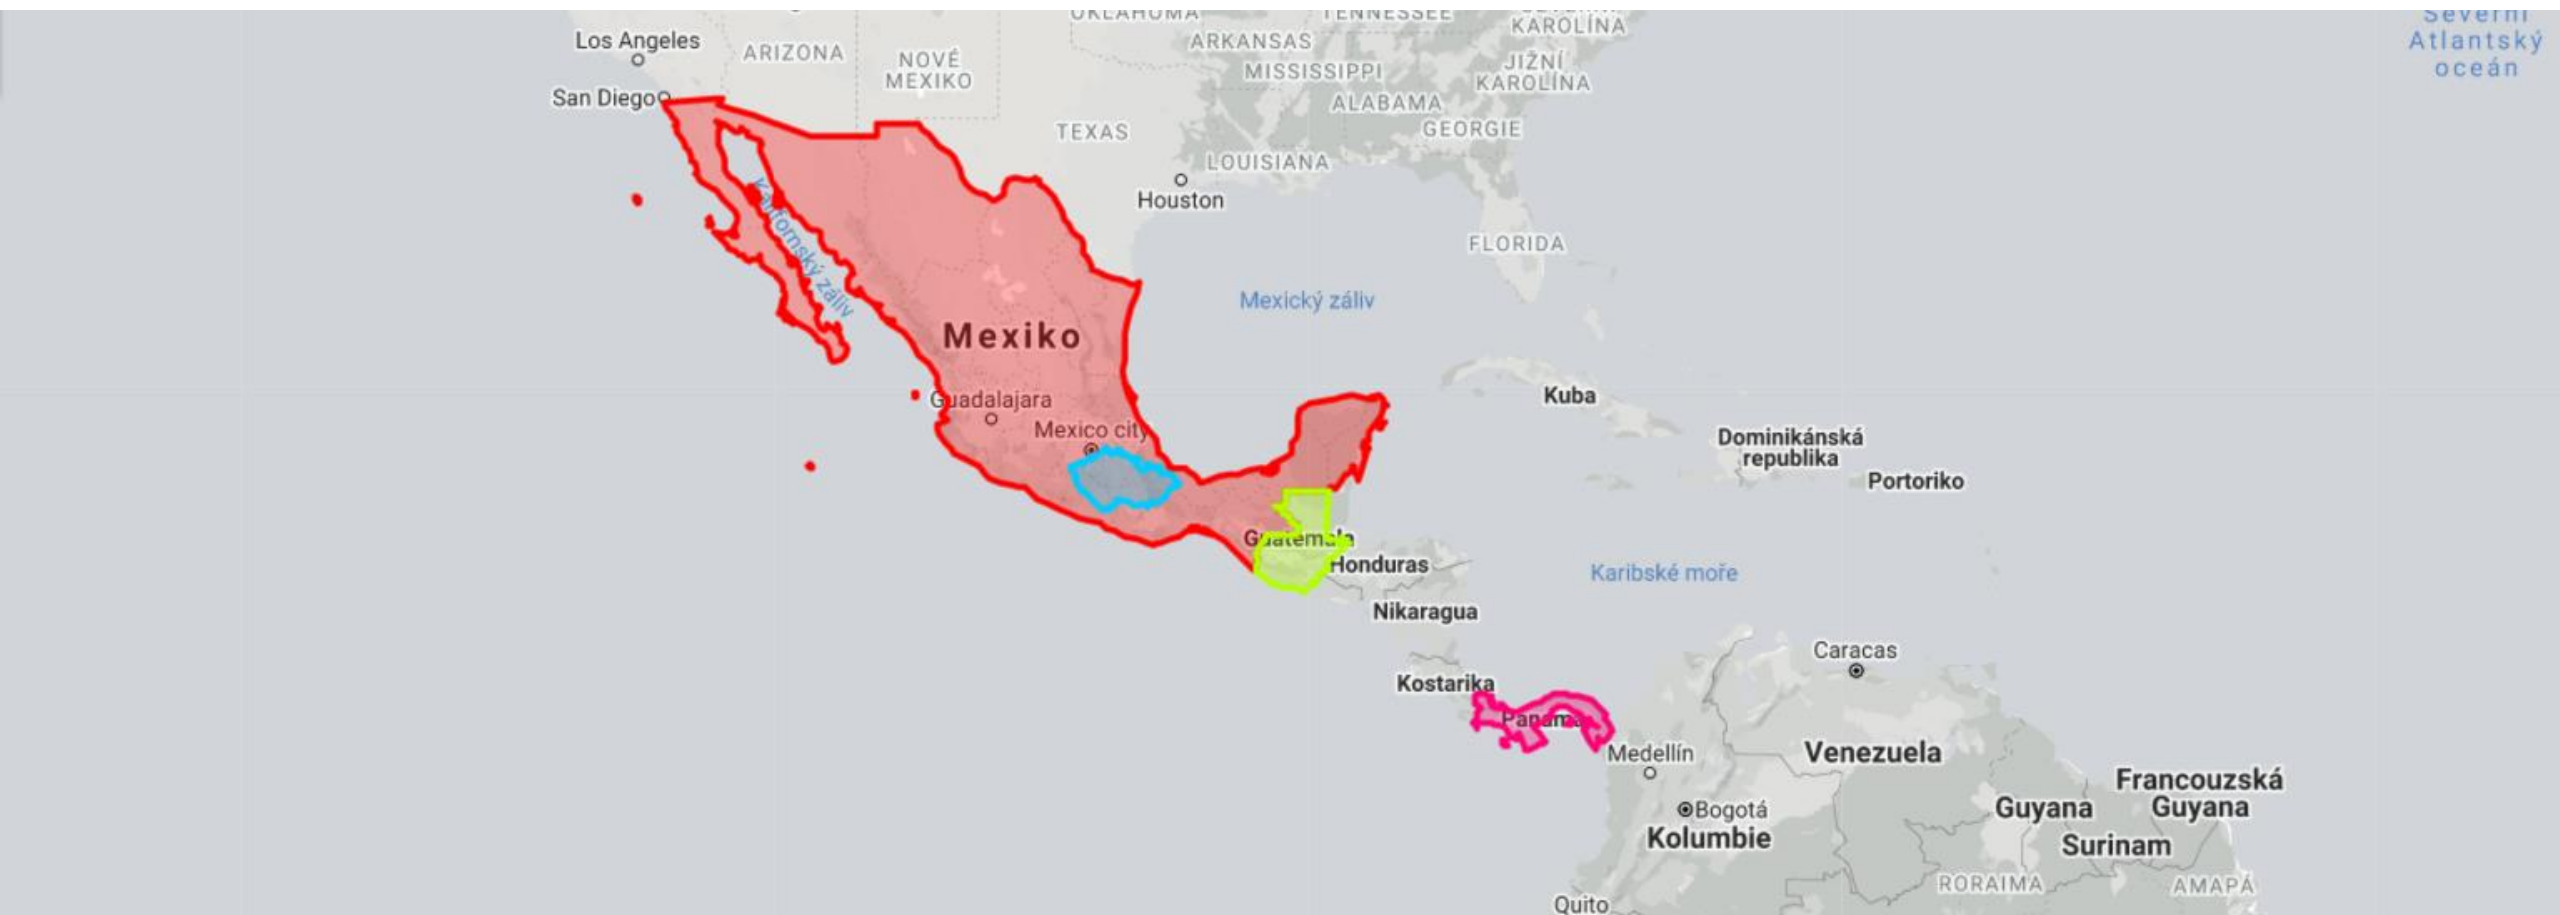 OKLAHOMA
TENNESSEE
Severní
Atlantský
oceán
KAROLÍNA
Los Angeles
ARIZONA
NOVÉ
MEXIKO
ARKANSAS
MISSISSIPPI
JIŽNÍ
KAROLÍNA
San Diego
ALABAMA
TEXAS
GEORGIE
LOUISIANA
Houston
FLORIDA
Kalifornský záliv
Mexický záliv
Mexiko
Guadalajara
Mexico city
Kuba
Dominikánská
republika
Portoriko
Guatemala
Honduras
Karibské moře
Nikaragua
Caracas
Kostarika
Panama
Medellín
Venezuela
Bogotá
Kolumbie
Guyana
Francouzská
Guyana
Surinam
RORAIMA
AMAPÁ
Quito